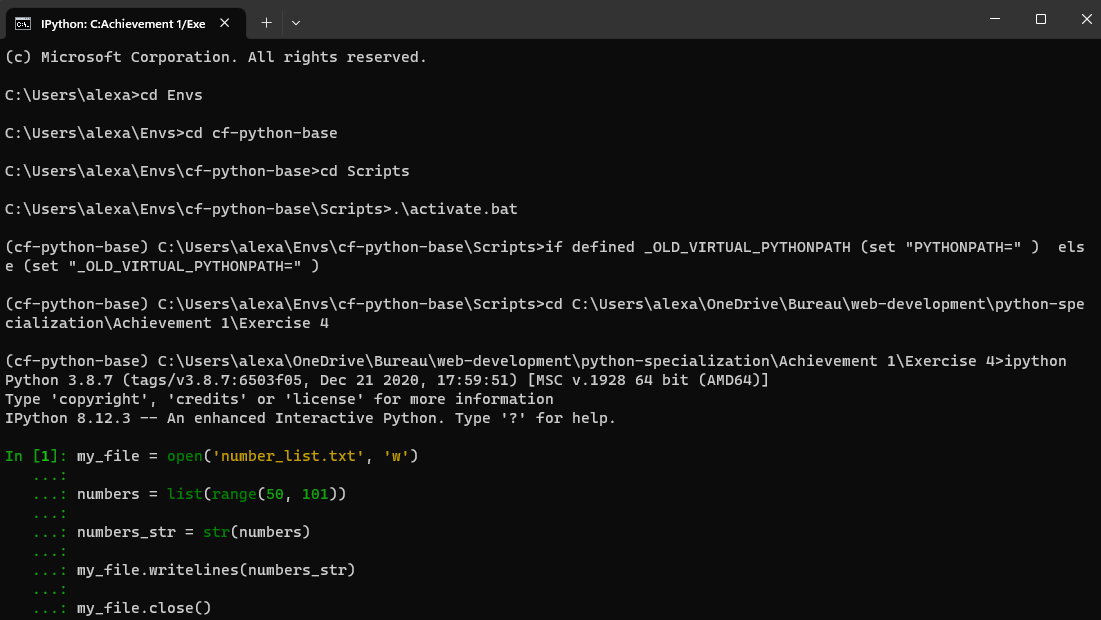 IPython: C:Achievement 1/Exe
(c) Microsoft Corporation. All rights reserved.
C:\Users\alexa>cd Envs
C:\Users\alexa\Envs>cd cf-python-base
C:\Users\alexa\Envs\cf-python-base>cd Scripts
C:\Users\alexa\Envs\cf-python-base\Scripts>.\activate.bat
(cf-python-base) C:\Users\alexa\Envs\cf-python-base\Scripts>if defined _OLD_VIRTUAL_PYTHONPATH (set "PYTHONPATH=" )  els
e (set "_OLD_VIRTUAL_PYTHONPATH=" )
(cf-python-base) C:\Users\alexa\Envs\cf-python-base\Scripts>cd C:\Users\alexa\OneDrive\Bureau\web-development\python-spe
cialization\Achievement 1\Exercise 4
(cf-python-base) C:\Users\alexa\OneDrive\Bureau\web-development\python-specialization\Achievement 1\Exercise 4>ipython
Python 3.8.7 (tags/v3.8.7:6503f05, Dec 21 2020, 17:59:51) [MSC v.1928 64 bit (AMD64)]
Type 'copyright', 'credits' or 'license' for more information
IPython 8.12.3 -- An enhanced Interactive Python. Type '?' for help.
In [1]: my_file = open('number_list.txt', 'w')
   ...:
   ...: numbers = list(range(50, 101))
   ...:
   ...: numbers_str = str(numbers)
   ...:
   ...: my_file.writelines(numbers_str)
   ...:
   ...: my_file.close()